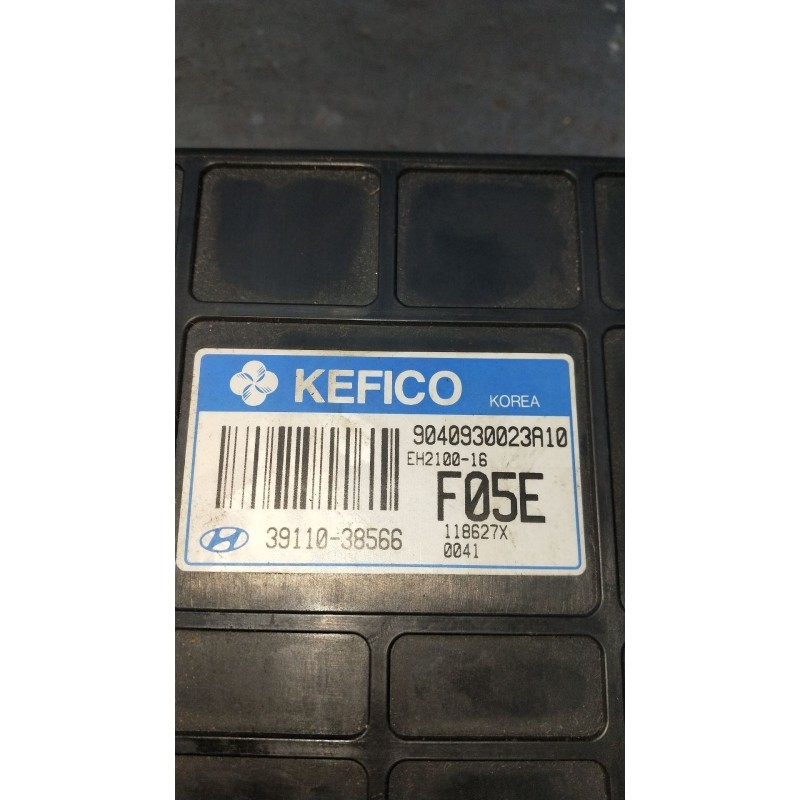 KEFICO KOREA
9040930023A10
EH2100-16
F05E
39110-38566 118627X
0041